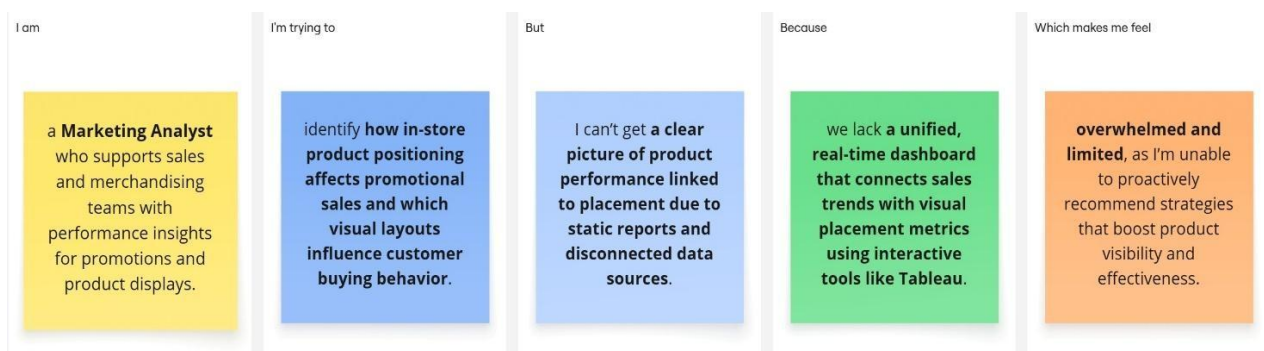 I am
a Marketing Analyst
who supports sales
and merchandising
teams with
performance insights
for promotions and
product displays.
I'm trying to
identify how in-store
product positioning
affects promotional
sales and which
visual layouts
influence customer
buying behavior.
But
I can’t get a clear
picture of product
performance linked
to placement due to
static reports and
disconnected data
sources.
Because
we lack a unified,
real-time dashboard
that connects sales
trends with visual
placement metrics
using interactive
tools like Tableau.
Which makes me feel
overwhelmed and
limited, as I’m unable
to proactively
recommend strategies
that boost product
visibility and
effectiveness.